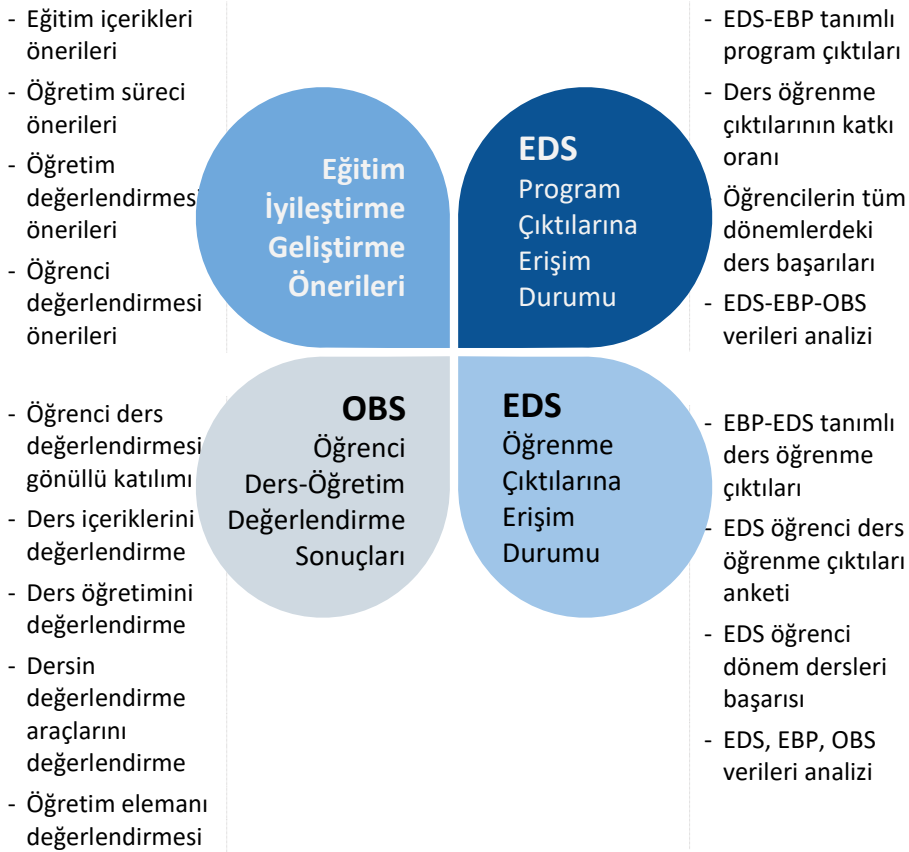 - Eğitim içerikleri
önerileri
- Öğretim süreci
önerileri
- Öğretim
değerlendirmesi
önerileri
- Öğrenci
değerlendirmesi
önerileri
Eğitim
İyileştirme
Geliştirme
Önerileri
EDS
Program
Çıktılarına
Erişim
Durumu
- EDS-EBP tanımlı
program çıktıları
- Ders öğrenme
çıktılarının katkı
oranı
- Öğrencilerin tüm
dönemlerdeki
ders başarıları
- EDS-EBP-OBS
verileri analizi
- Öğrenci ders
değerlendirmesi
gönüllü katılımı
- Ders içeriklerini
değerlendirme
- Ders öğretimini
değerlendirme
- Dersin
değerlendirme
araçlarını
değerlendirme
- Öğretim elemanı
değerlendirmesi
OBS
Öğrenci
Ders-Öğretim
Değerlendirme
Sonuçları
EDS
Öğrenme
Çıktılarına
Erişim
Durumu
- EBP-EDS tanımlı
ders öğrenme
çıktıları
- EDS öğrenci ders
öğrenme çıktıları
anketi
- EDS öğrenci
dönem dersleri
başarısı
- EDS, EBP, OBS
verileri analizi